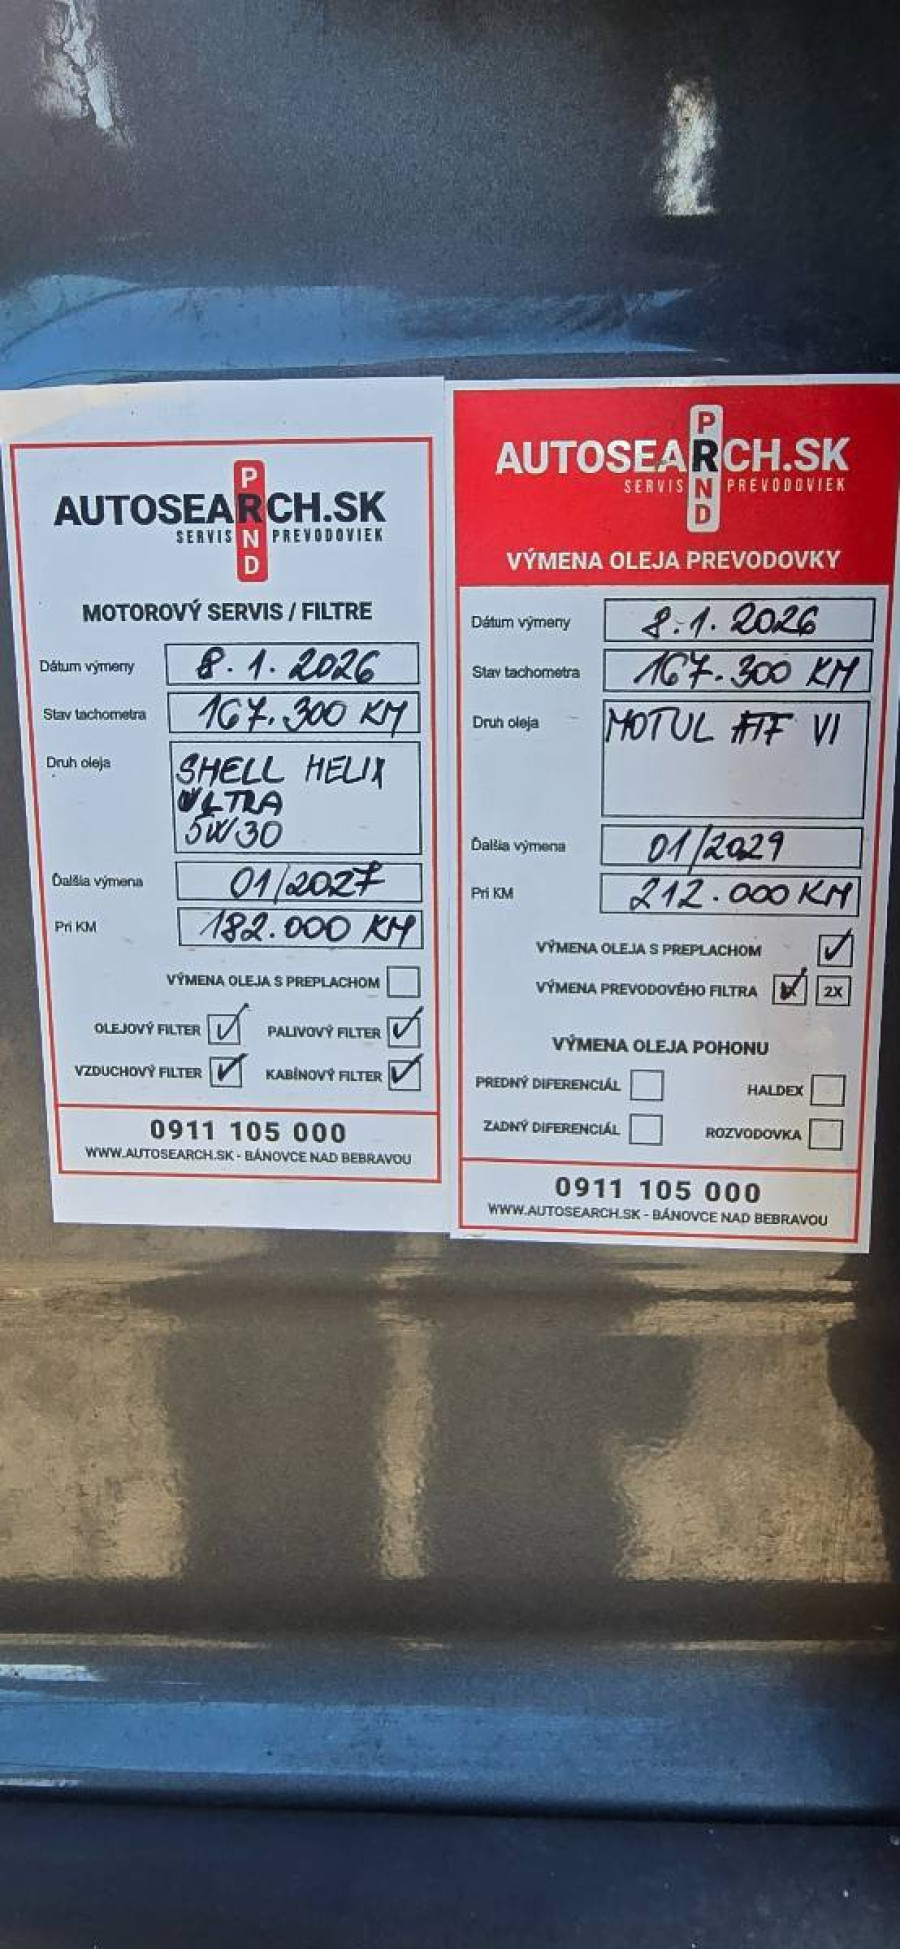 AUTOSEARCH.SK
P
R
N
D
SERVIS PREVODOVIEK
MOTOROVÝ SERVIS / FILTRE
Dátum výmeny 8.1.2026
Stav tachometra 167.300 KM
Druh oleja SHELL HELIX
ULTRA
5W30
Ďalšia výmena 01/2027
Pri KM 182.000 KM
VÝMENA OLEJA S PREPLACHOM
OLEJOVÝ FILTER ✓ PALIVOVÝ FILTER ✓
VZDUCHOVÝ FILTER ✓ KABÍNOVÝ FILTER ✓
0911 105 000
WWW.AUTOSEARCH.SK - BÁNOVCE NAD BEBRAVOU
AUTOSEARCH.SK
P
R
N
D
SERVIS PREVODOVIEK
VÝMENA OLEJA PREVODOVKY
Dátum výmeny 8.1.2026
Stav tachometra 167.300 KM
Druh oleja MOTUL ATF VI
Ďalšia výmena 01/2029
Pri KM 212.000 KM
VÝMENA OLEJA S PREPLACHOM ✓
VÝMENA PREVODOVÉHO FILTRA ✓ 2X
VÝMENA OLEJA POHONU
PREDNÝ DIFERENCIÁL HALDEX
ZADNÝ DIFERENCIÁL ROZVODOVKA
0911 105 000
WWW.AUTOSEARCH.SK - BÁNOVCE NAD BEBRAVOU